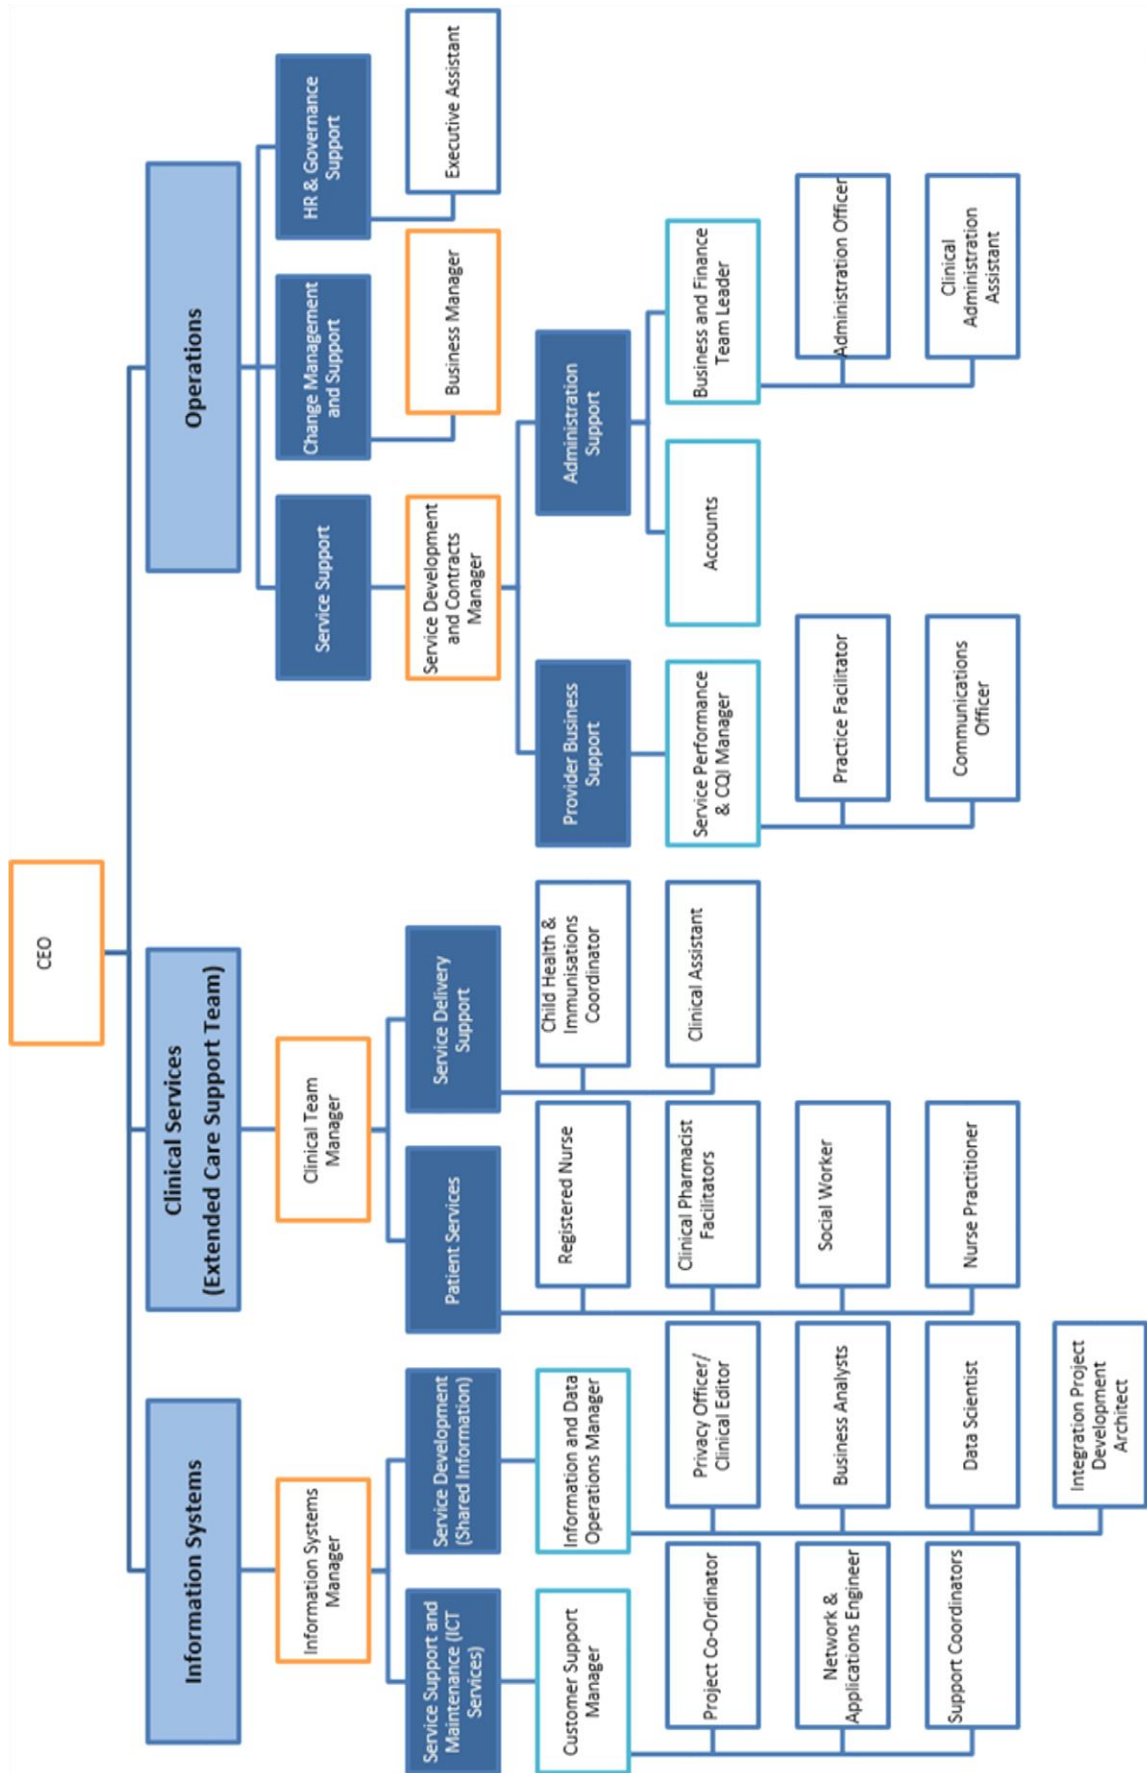 CEO
Information Systems
Clinical Services
(Extended Care Support Team)
Operations
Information Systems
Manager
Clinical Team
Manager
Service Support
Change Management
and Support
HR & Governance
Support
Service Support and
Maintenance (ICT
Services)
Service Development
(Shared Information)
Patient Services
Service Delivery
Support
Service Development
and Contracts
Manager
Business Manager
Executive Assistant
Customer Support
Manager
Information and Data
Operations Manager
Registered Nurse
Child Health &
Immunisations
Coordinator
Provider Business
Support
Administration
Support
Project Co-Ordinator
Privacy Officer/
Clinical Editor
Clinical Pharmacist
Facilitators
Clinical Assistant
Service Performance
& CQI Manager
Accounts
Business and Finance
Team Leader
Network &
Applications Engineer
Business Analysts
Social Worker
Practice Facilitator
Administration Officer
Support Coordinators
Data Scientist
Nurse Practitioner
Communications
Officer
Clinical
Administration
Assistant
Integration Project
Development
Architect